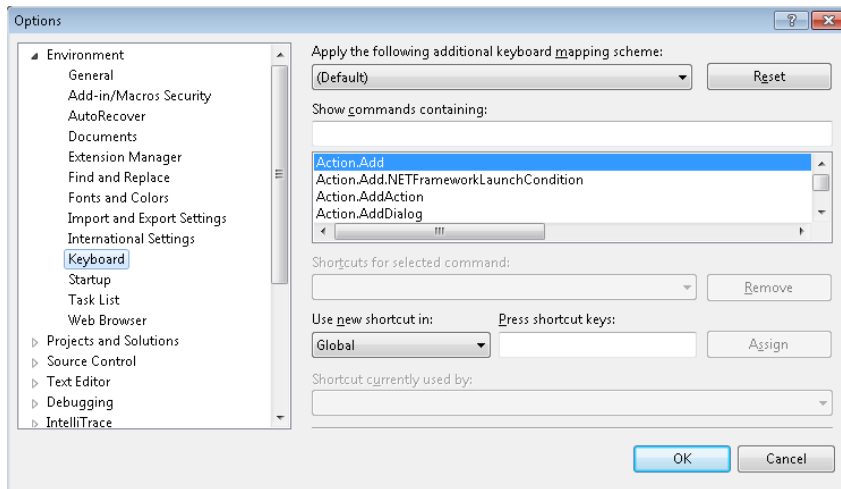 Options
Environment
General
Add-in/Macros Security
AutoRecover
Documents
Extension Manager
Find and Replace
Fonts and Colors
Import and Export Settings
International Settings
Keyboard
Startup
Task List
Web Browser
Projects and Solutions
Source Control
Text Editor
Debugging
IntelliTrace
Apply the following additional keyboard mapping scheme:
(Default)
Reset
Show commands containing:
Action.Add
Action.Add.NETFrameworkLaunchCondition
Action.AddAction
Action.AddDialog
Shortcuts for selected command:
Remove
Use new shortcut in:
Press shortcut keys:
Global
Assign
Shortcut currently used by:
OK
Cancel